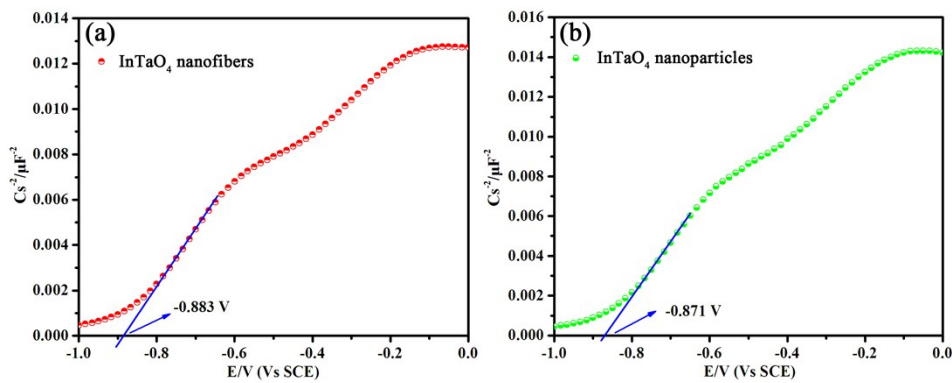 (a)
InTaO₄ nanofibers
0.014
0.012
0.010
0.008
0.006
0.004
0.002
0.000
Cs⁻²/μF⁻²
-0.883 V
-1.0 -0.8 -0.6 -0.4 -0.2 0.0
E/V (Vs SCE)
(b)
InTaO₄ nanoparticles
0.016
0.014
0.012
0.010
0.008
0.006
0.004
0.002
0.000
Cs⁻²/μF⁻²
-0.871 V
-1.0 -0.8 -0.6 -0.4 -0.2 0.0
E/V (Vs SCE)